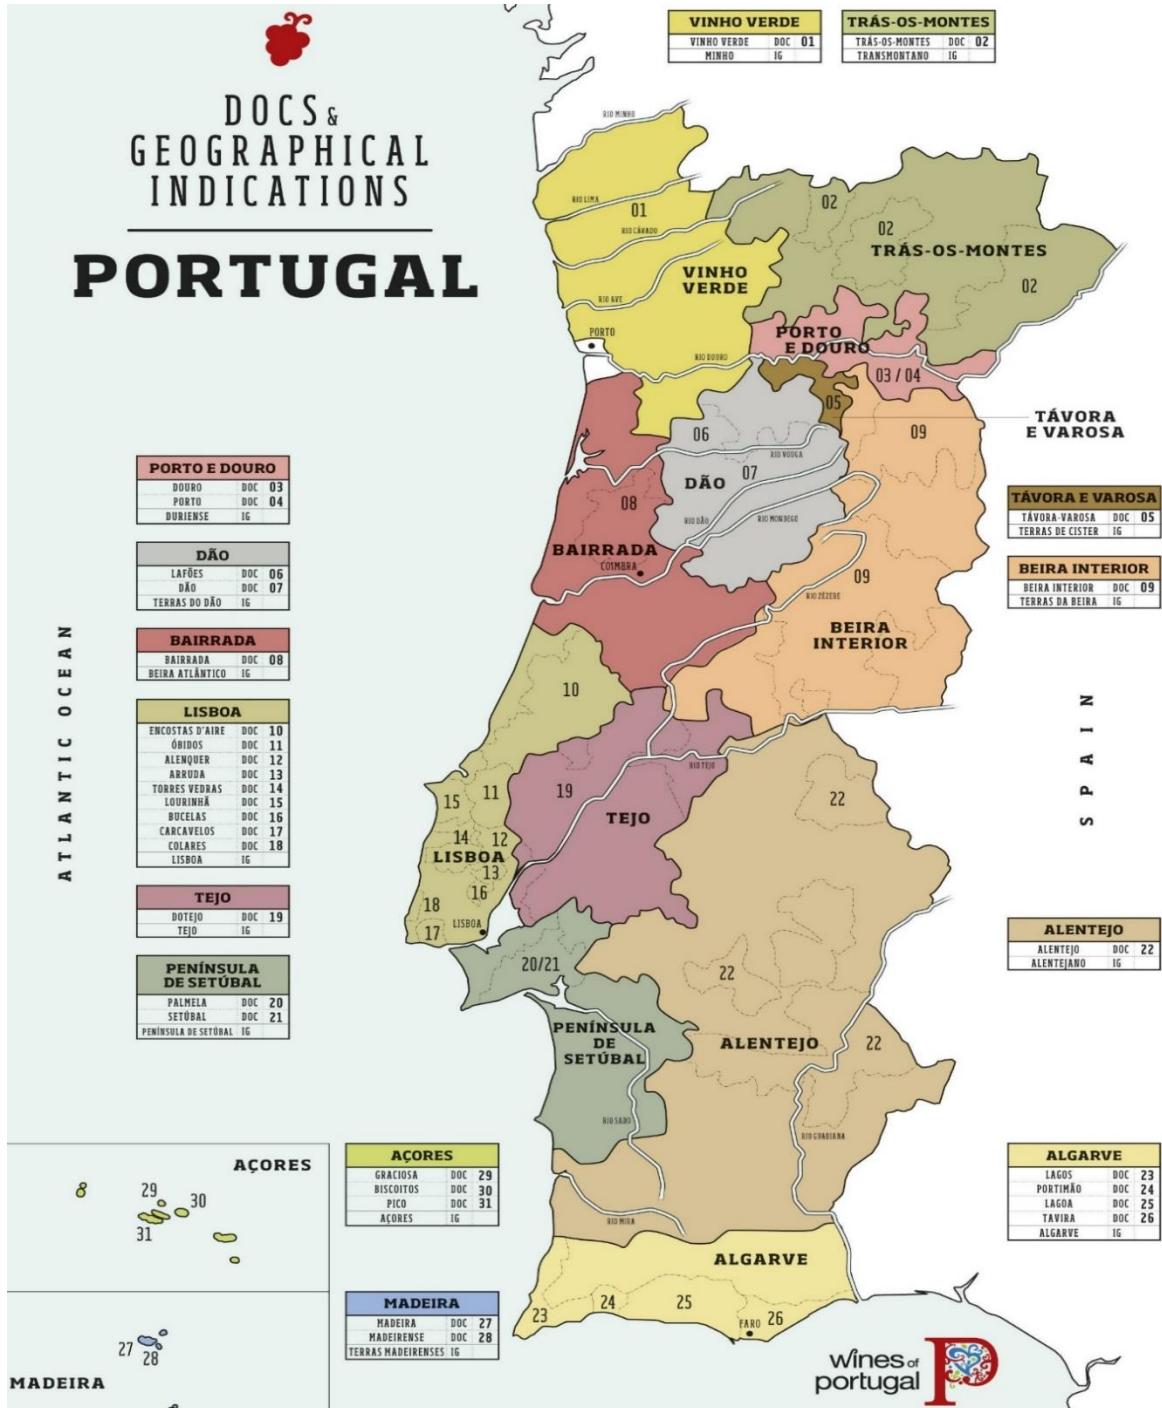 DOCS &
GEOGRAPHICAL
INDICATIONS
PORTUGAL
VINHO VERDE
VINHO VERDE DOC 01
MINHO IG
TRÁS-OS-MONTES
TRÁS-OS-MONTES DOC 02
TRANSMONTANO IG
RIO MINHO
RIO LIMA
01
RIO CÁVADO
02
02
TRÁS-OS-MONTES
VINHO
VERDE
02
RIO AVE
PORTO
PORTO
E DOURO
RIO DOURO
03 / 04
05
TÁVORA
E VAROSA
06
09
RIO VOUGA
07
DÃO
08
RIO DÃO
RIO MONDEGO
BAIRRADA
COIMBRA
09
RIO ZÊZERE
BEIRA
INTERIOR
10
RIO TEJO
15
11
19
22
TEJO
14
12
LISBOA
13
16
18
LISBOA
17
20/21
22
PENÍNSULA
DE
SETÚBAL
ALENTEJO
22
RIO SADO
RIO GUADIANA
RIO MIRA
ALGARVE
23
24
25
26
FARO
ATLANTIC OCEAN
SPAIN
PORTO E DOURO
DOURO DOC 03
PORTO DOC 04
DURIENSE IG
DÃO
LAFÕES DOC 06
DÃO DOC 07
TERRAS DO DÃO IG
BAIRRADA
BAIRRADA DOC 08
BEIRA ATLÂNTICO IG
LISBOA
ENCOSTAS D'AIRE DOC 10
ÓBIDOS DOC 11
ALENQUER DOC 12
ARRUDA DOC 13
TORRES VEDRAS DOC 14
LOURINHÃ DOC 15
BUCELAS DOC 16
CARCAVELOS DOC 17
COLARES DOC 18
LISBOA IG
TEJO
DOTEJO DOC 19
TEJO IG
PENÍNSULA
DE SETÚBAL
PALMELA DOC 20
SETÚBAL DOC 21
PENÍNSULA DE SETÚBAL IG
TÁVORA E VAROSA
TÁVORA-VAROSA DOC 05
TERRAS DE CISTER IG
BEIRA INTERIOR
BEIRA INTERIOR DOC 09
TERRAS DA BEIRA IG
ALENTEJO
ALENTEJO DOC 22
ALENTEJANO IG
ALGARVE
LAGOS DOC 23
PORTIMÃO DOC 24
LAGOA DOC 25
TAVIRA DOC 26
ALGARVE IG
AÇORES
29
30
31
AÇORES
GRACIOSA DOC 29
BISCOITOS DOC 30
PICO DOC 31
AÇORES IG
MADEIRA
MADEIRA DOC 27
MADEIRENSE DOC 28
TERRAS MADEIRENSES IG
27
28
MADEIRA
wines of
portugal